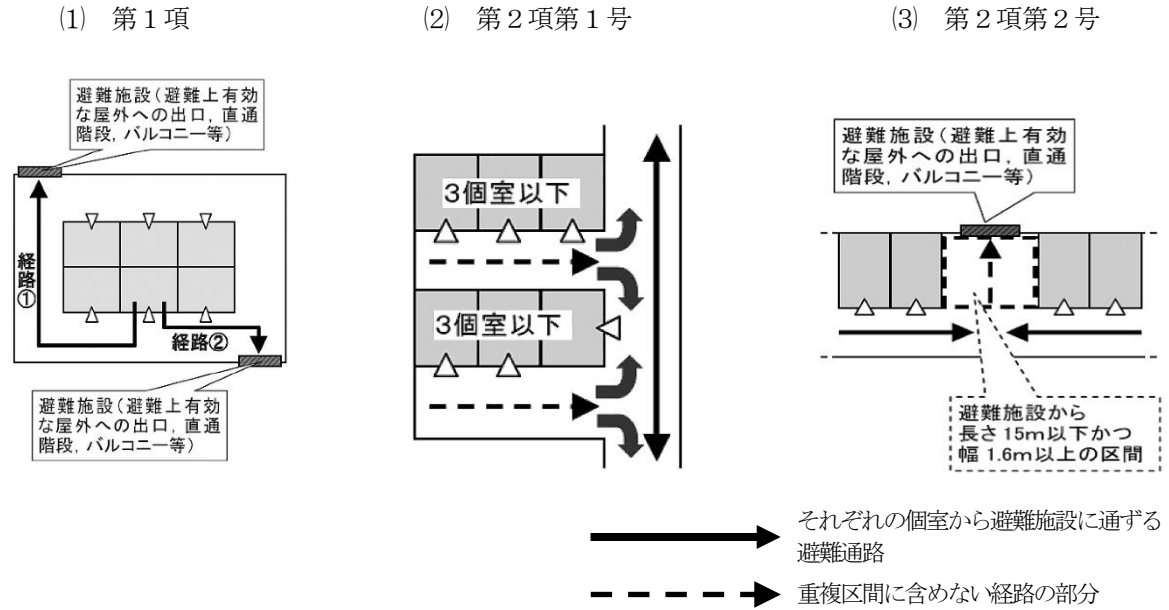 ⑴ 第１項
⑵ 第２項第１号
⑶ 第２項第２号
避難施設(避難上有効
な屋外への出口, 直通
階段, バルコニー等)
経路①
経路②
避難施設(避難上有効
な屋外への出口, 直通
階段, バルコニー等)
3個室以下
3個室以下
避難施設(避難上有効
な屋外への出口, 直通
階段, バルコニー等)
避難施設から
長さ15m以下かつ
幅1.6m以上の区間
それぞれの個室から避難施設に通ずる
避難通路
重複区間に含めない経路の部分